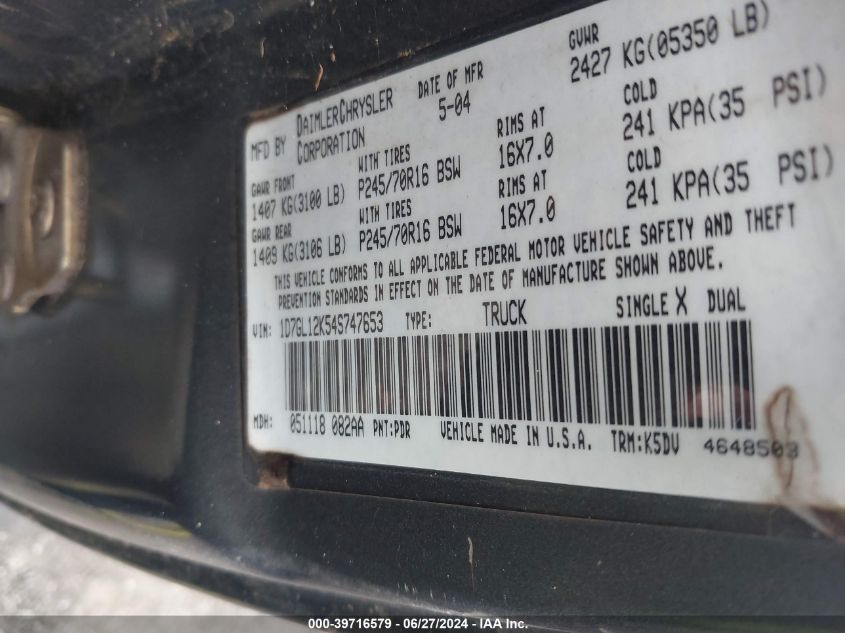 MFD BY DAIMLERCHRYSLER CORPORATION DATE OF MFR 5-04 GVWR 2427 KG(05350 LB)
GAWR FRONT WITH TIRES RIMS AT COLD
1407 KG(3100 LB) P245/70R16 BSW 16X7.0 241 KPA(35 PSI)
GAWR REAR WITH TIRES RIMS AT COLD
1409 KG(3106 LB) P245/70R16 BSW 16X7.0 241 KPA(35 PSI)
THIS VEHICLE CONFORMS TO ALL APPLICABLE FEDERAL MOTOR VEHICLE SAFETY AND THEFT
PREVENTION STANDARDS IN EFFECT ON THE DATE OF MANUFACTURE SHOWN ABOVE.
VIN: 1D7GL12K54S747653 TYPE: TRUCK SINGLE X DUAL
MDH: 051118 082AA PNT:PDR VEHICLE MADE IN U.S.A. TRM:K5DV 4648503
000-39716579 - 06/27/2024 - IAAI.com